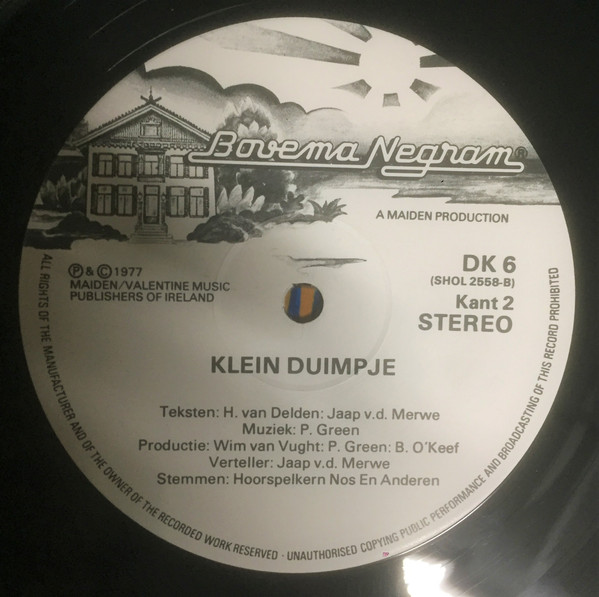 Bovema Negram®
A MAIDEN PRODUCTION
DK 6
(SHOL 2558-B)
Kant 2
STEREO
Ⓟ & © 1977
MAIDEN/VALENTINE MUSIC
PUBLISHERS OF IRELAND
KLEIN DUIMPJE
Teksten: H. van Delden: Jaap v.d. Merwe
Muziek: P. Green
Productie: Wim van Vught: P. Green: B. O'Keef
Verteller: Jaap v.d. Merwe
Stemmen: Hoorspelkern Nos En Anderen
ALL RIGHTS OF THE MANUFACTURER AND OF THE OWNER OF THE RECORDED WORK RESERVED · UNAUTHORISED COPYING PUBLIC PERFORMANCE AND BROADCASTING OF THIS RECORD PROHIBITED